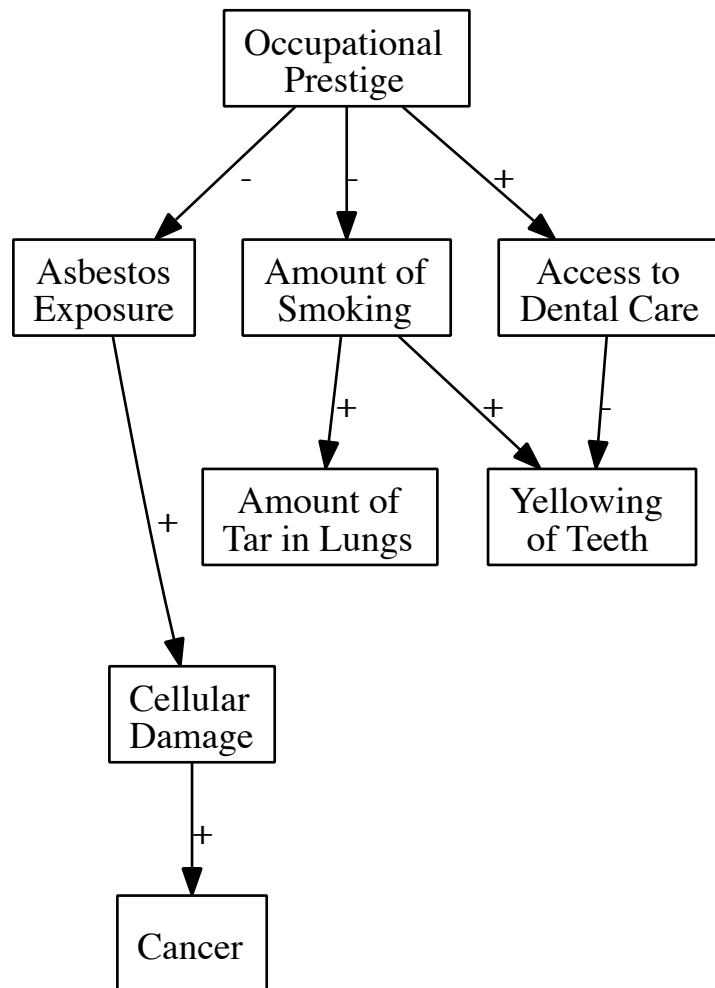 Occupational
Prestige
-
-
+
Asbestos
Exposure
Amount of
Smoking
Access to
Dental Care
+
+
-
Amount of
Tar in Lungs
Yellowing
of Teeth
+
Cellular
Damage
+
Cancer